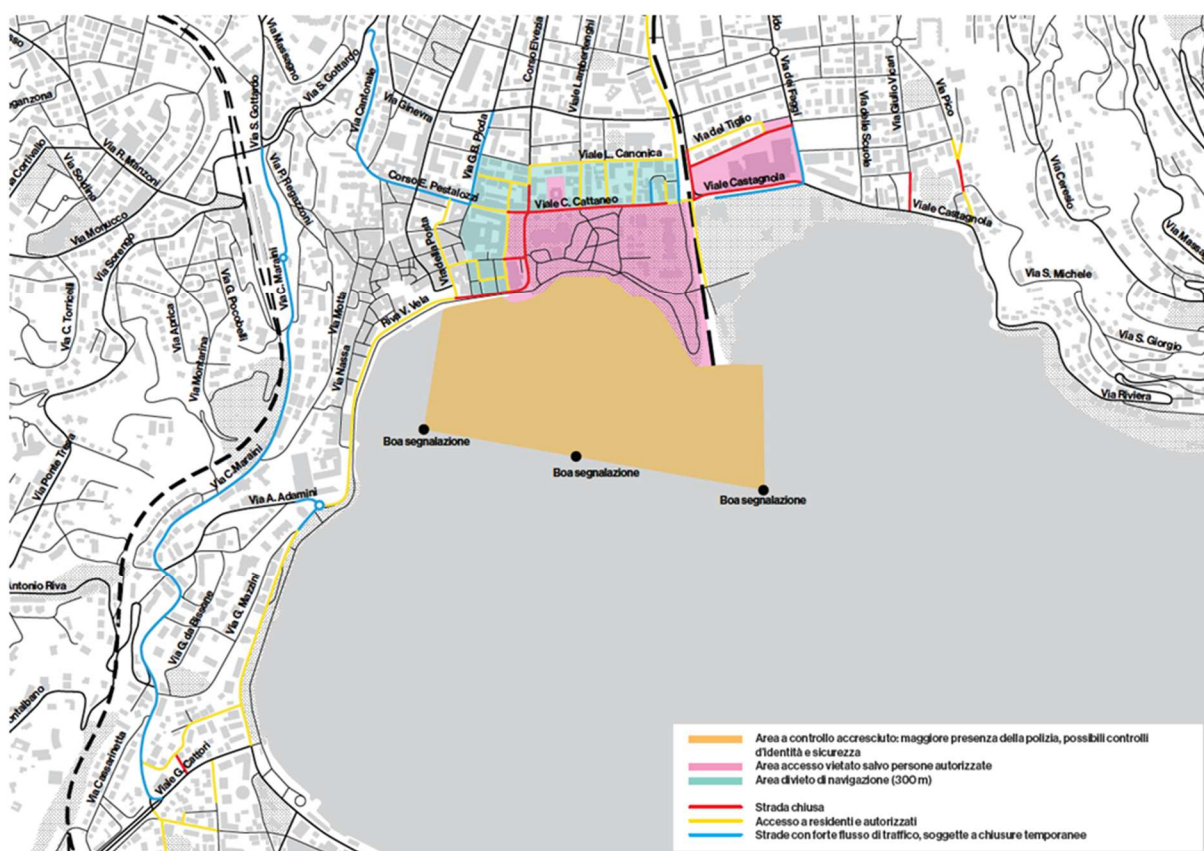 Via Massagno
Via S. Gottardo
Via S. Gottardo
Via Cantonale
Via Ginevra
Via G.B. Pioda
Corso Elvezia
Viale Lambertenghi
Via dei Faggi
Via delle Scuole
Via Giulio Vicari
Via Pico
Via del Tiglio
Viale L. Canonica
Corso E. Pestalozzi
Viale C. Cattaneo
Viale Castagnola
Viale Castagnola
Via Ceresio
Via S. Michele
Via S. Giorgio
Via Riviera
Via R. Manzoni
Via Soldino
Via Monucco
Via Sorengo
Via P. Peri
Via C. Maraini
Via della Posta
Riva V. Vela
Via Motta
Via Nassa
Via C. Torricelli
Via Aprica
Via G. Pocobelli
Via Montarina
Via Ponte Tresa
Via C. Maraini
Via A. Adamini
Boa segnalazione
Boa segnalazione
Boa segnalazione
Antonio Riva
Via G. da Bissone
Via G. Mazzini
Via Cassarinetta
Viale G. Cattori
Area a controllo accresciuto: maggiore presenza della polizia, possibili controlli
d'identità e sicurezza
Area accesso vietato salvo persone autorizzate
Area divieto di navigazione (300 m)
Strada chiusa
Accesso a residenti e autorizzati
Strade con forte flusso di traffico, soggette a chiusure temporanee